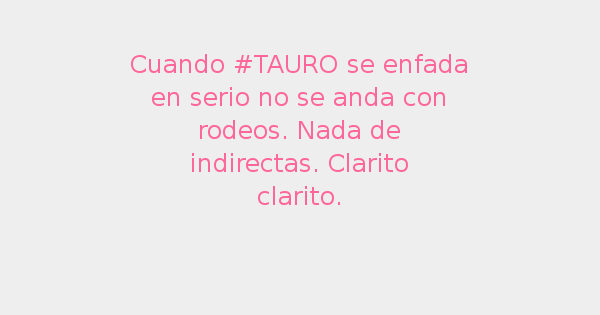 Cuando #TAURO se enfada
en serio no se anda con
rodeos. Nada de
indirectas. Clarito
clarito.